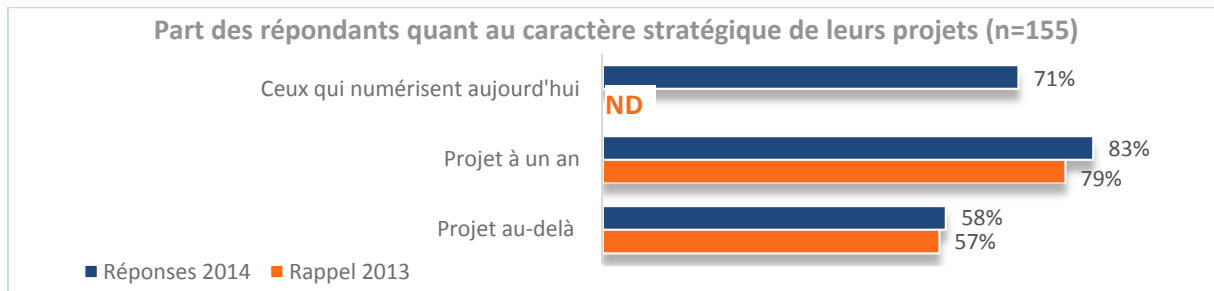 Part des répondants quant au caractère stratégique de leurs projets (n=155)
Ceux qui numérisent aujourd'hui
71%
ND
Projet à un an
83%
79%
Projet au-delà
58%
57%
Réponses 2014
Rappel 2013